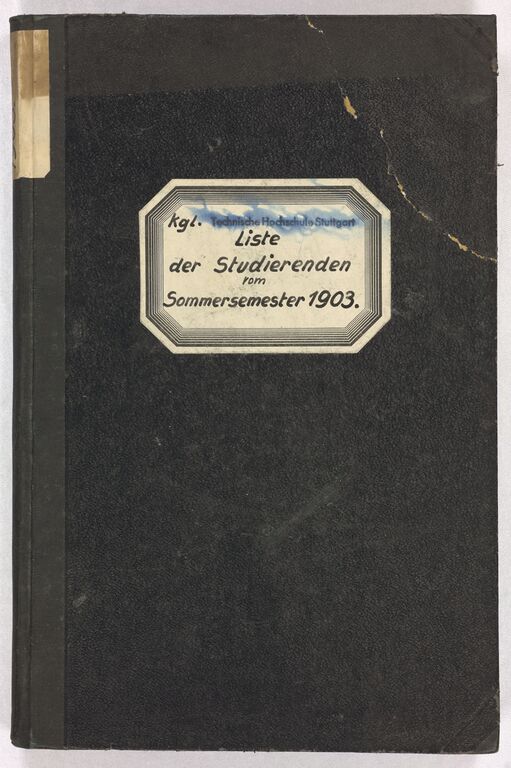 kgl. Technische Hochschule Stuttgart
Liste
der Studierenden
vom
Sommersemester 1903.